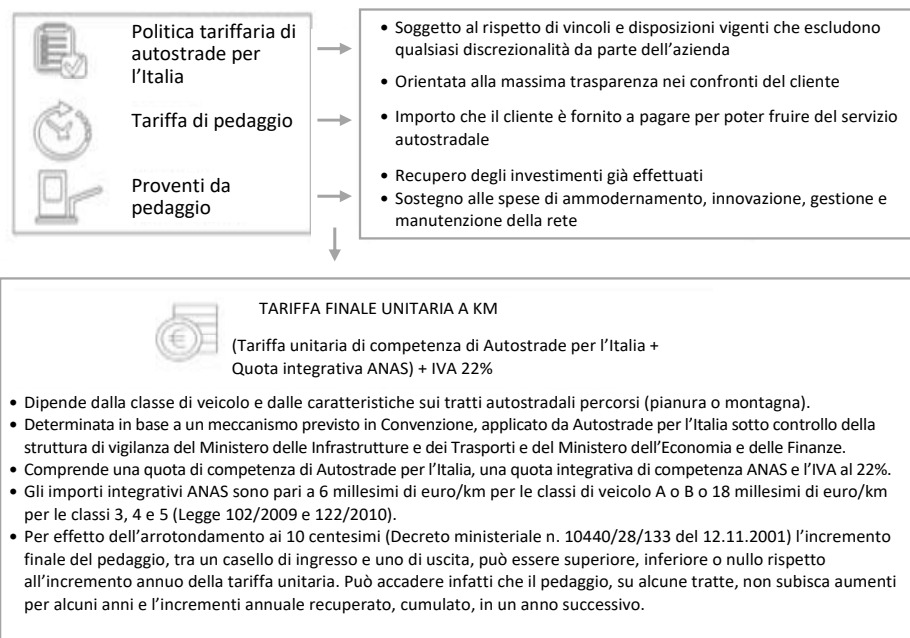 Politica tariffaria di
autostrade per
l'Italia
• Soggetto al rispetto di vincoli e disposizioni vigenti che escludono
qualsiasi discrezionalità da parte dell'azienda
• Orientata alla massima trasparenza nei confronti del cliente
Tariffa di pedaggio
• Importo che il cliente è fornito a pagare per poter fruire del servizio
autostradale
Proventi da
pedaggio
• Recupero degli investimenti già effettuati
• Sostegno alle spese di ammodernamento, innovazione, gestione e
manutenzione della rete
TARIFFA FINALE UNITARIA A KM
(Tariffa unitaria di competenza di Autostrade per l'Italia +
Quota integrativa ANAS) + IVA 22%
• Dipende dalla classe di veicolo e dalle caratteristiche sui tratti autostradali percorsi (pianura o montagna).
• Determinata in base a un meccanismo previsto in Convenzione, applicato da Autostrade per l'Italia sotto controllo della
struttura di vigilanza del Ministero delle Infrastrutture e dei Trasporti e del Ministero dell'Economia e delle Finanze.
• Comprende una quota di competenza di Autostrade per l'Italia, una quota integrativa di competenza ANAS e l'IVA al 22%.
• Gli importi integrativi ANAS sono pari a 6 millesimi di euro/km per le classi di veicolo A o B o 18 millesimi di euro/km
per le classi 3, 4 e 5 (Legge 102/2009 e 122/2010).
• Per effetto dell'arrotondamento ai 10 centesimi (Decreto ministeriale n. 10440/28/133 del 12.11.2001) l'incremento
finale del pedaggio, tra un casello di ingresso e uno di uscita, può essere superiore, inferiore o nullo rispetto
all'incremento annuo della tariffa unitaria. Può accadere infatti che il pedaggio, su alcune tratte, non subisca aumenti
per alcuni anni e l'incrementi annuale recuperato, cumulato, in un anno successivo.